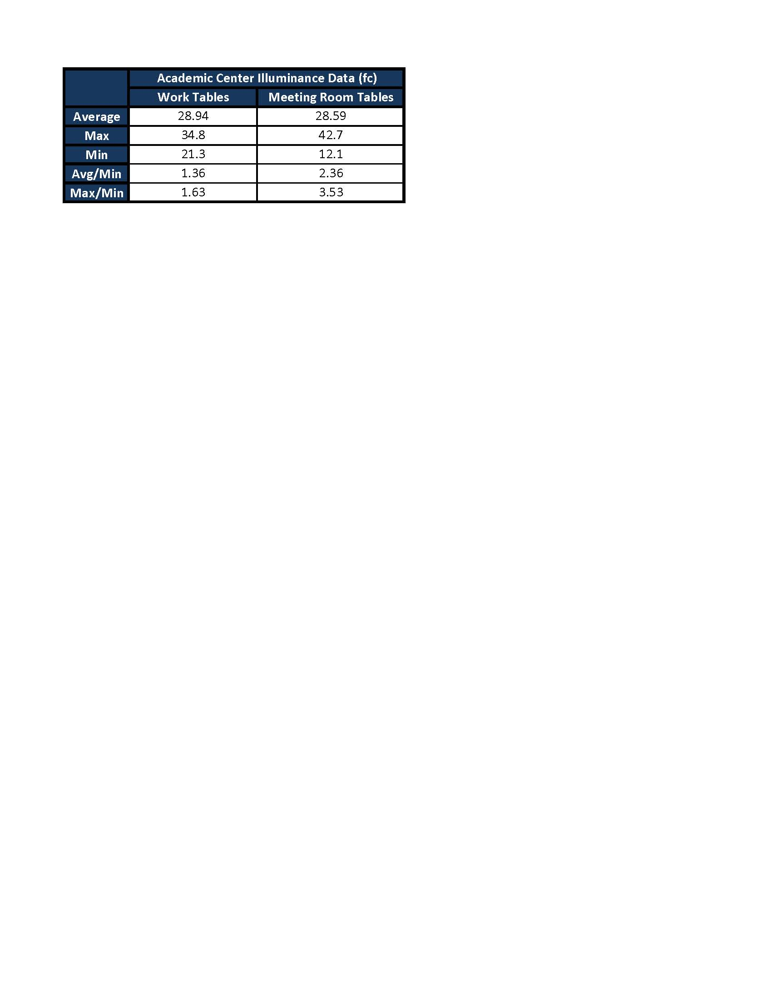 Academic Center Illuminance Data (fc)
Work Tables Meeting Room Tables
Average 28.94 28.59
Max 34.8 42.7
Min 21.3 12.1
Avg/Min 1.36 2.36
Max/Min 1.63 3.53